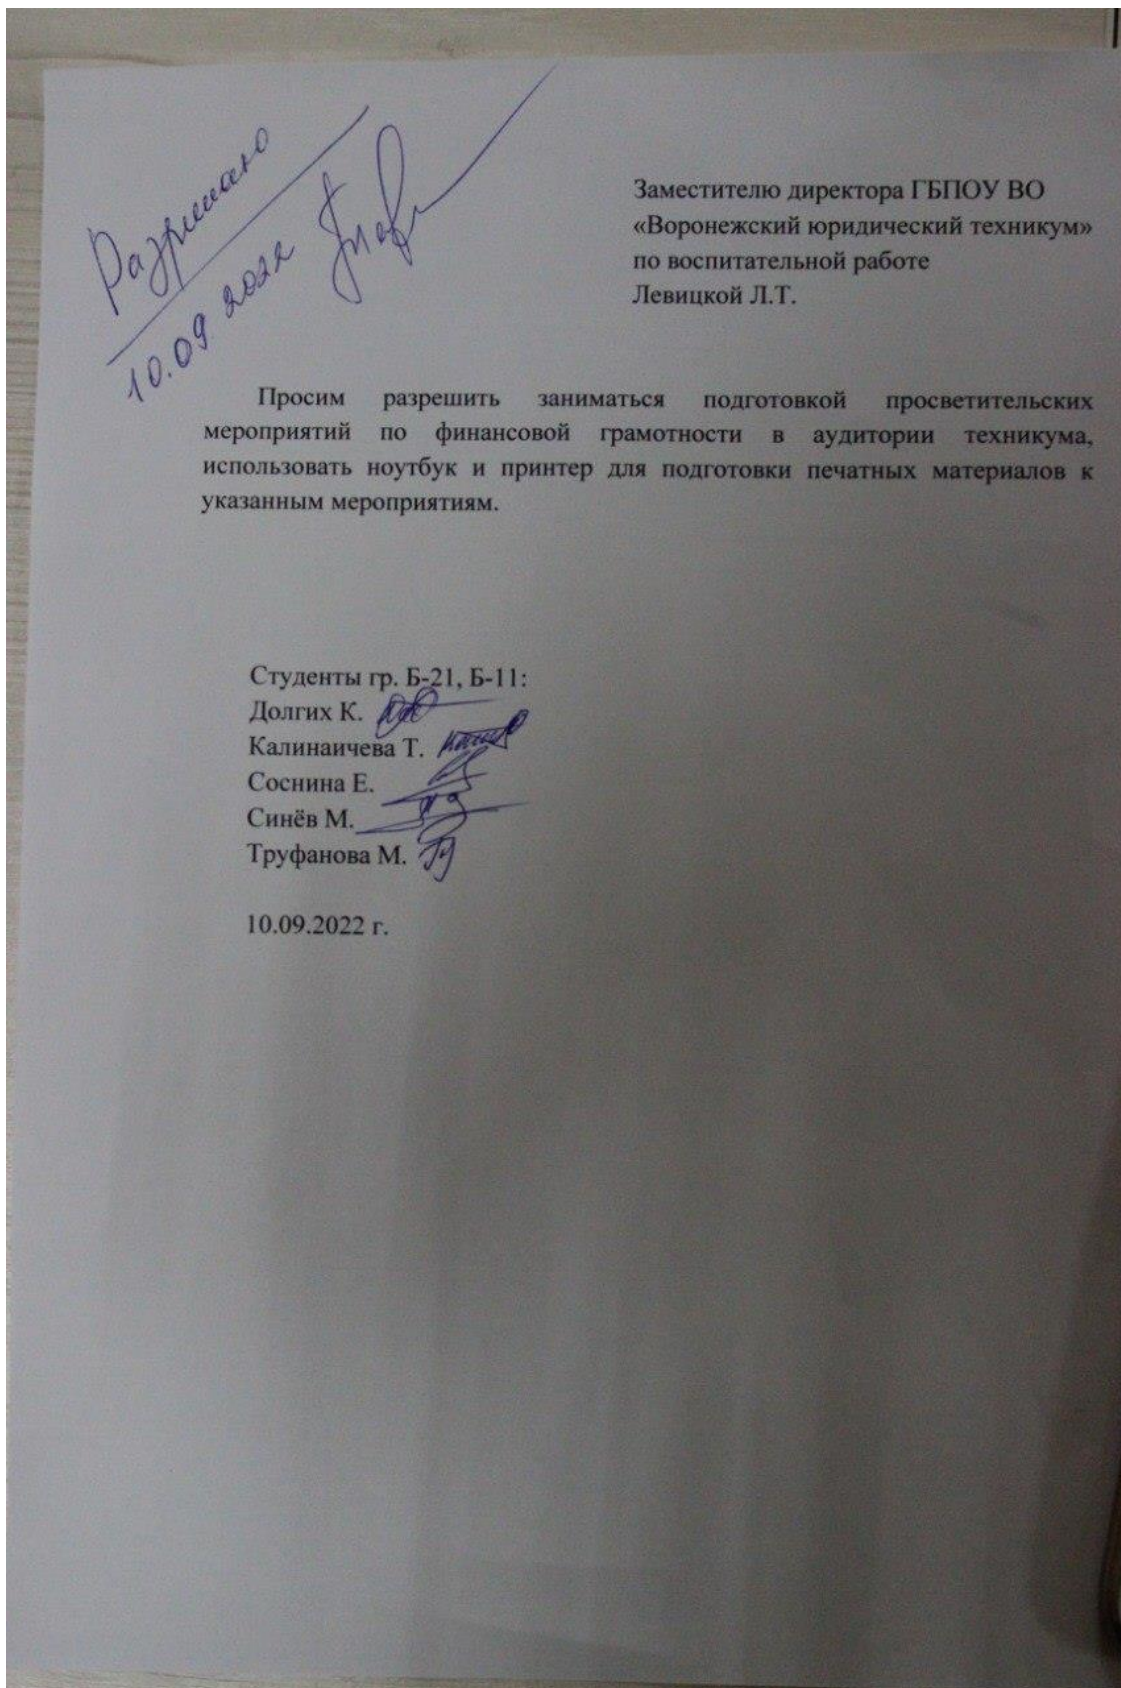 Разрешаю
10.09 2022
Заместителю директора ГБПОУ ВО
«Воронежский юридический техникум»
по воспитательной работе
Левицкой Л.Т.
Просим разрешить заниматься подготовкой просветительских
мероприятий по финансовой грамотности в аудитории техникума,
использовать ноутбук и принтер для подготовки печатных материалов к
указанным мероприятиям.
Студенты гр. Б-21, Б-11:
Долгих К.
Калинаичева Т.
Соснина Е.
Синёв М.
Труфанова М.
10.09.2022 г.